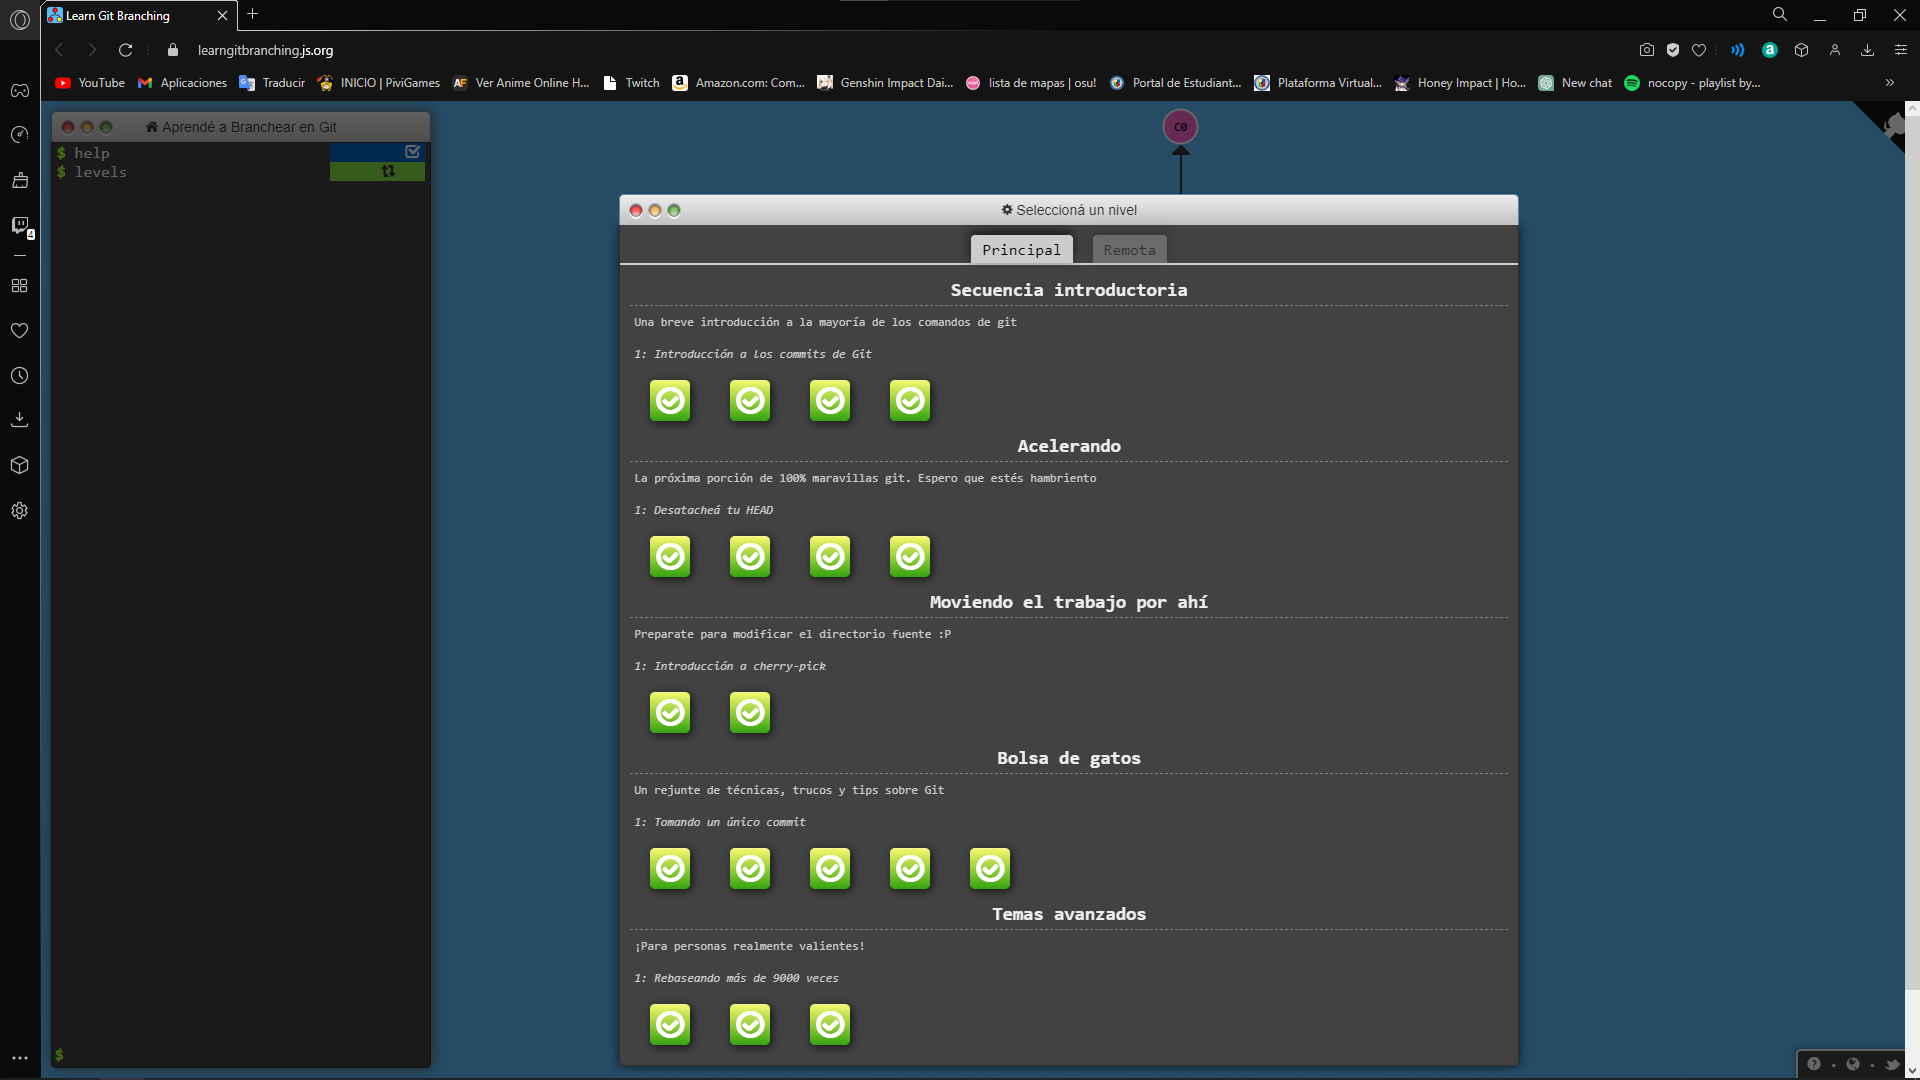 Learn Git Branching
learngitbranching.js.org
YouTube Aplicaciones Traducir INICIO | PiviGames AF Ver Anime Online H... Twitch Amazon.com: Com... Genshin Impact Dai... lista de mapas | osu! Portal de Estudiant... Plataforma Virtual... Honey Impact | Ho... New chat nocopy - playlist by...
4
Aprendé a Branchear en Git
$ help
$ levels
C0
Seleccioná un nivel
Principal Remota
Secuencia introductoria
Una breve introducción a la mayoría de los comandos de git
1: Introducción a los commits de Git
Acelerando
La próxima porción de 100% maravillas git. Espero que estés hambriento
1: Desatacheá tu HEAD
Moviendo el trabajo por ahí
Preparate para modificar el directorio fuente :P
1: Introducción a cherry-pick
Bolsa de gatos
Un rejunte de técnicas, trucos y tips sobre Git
1: Tomando un único commit
Temas avanzados
¡Para personas realmente valientes!
1: Rebaseando más de 9000 veces
$